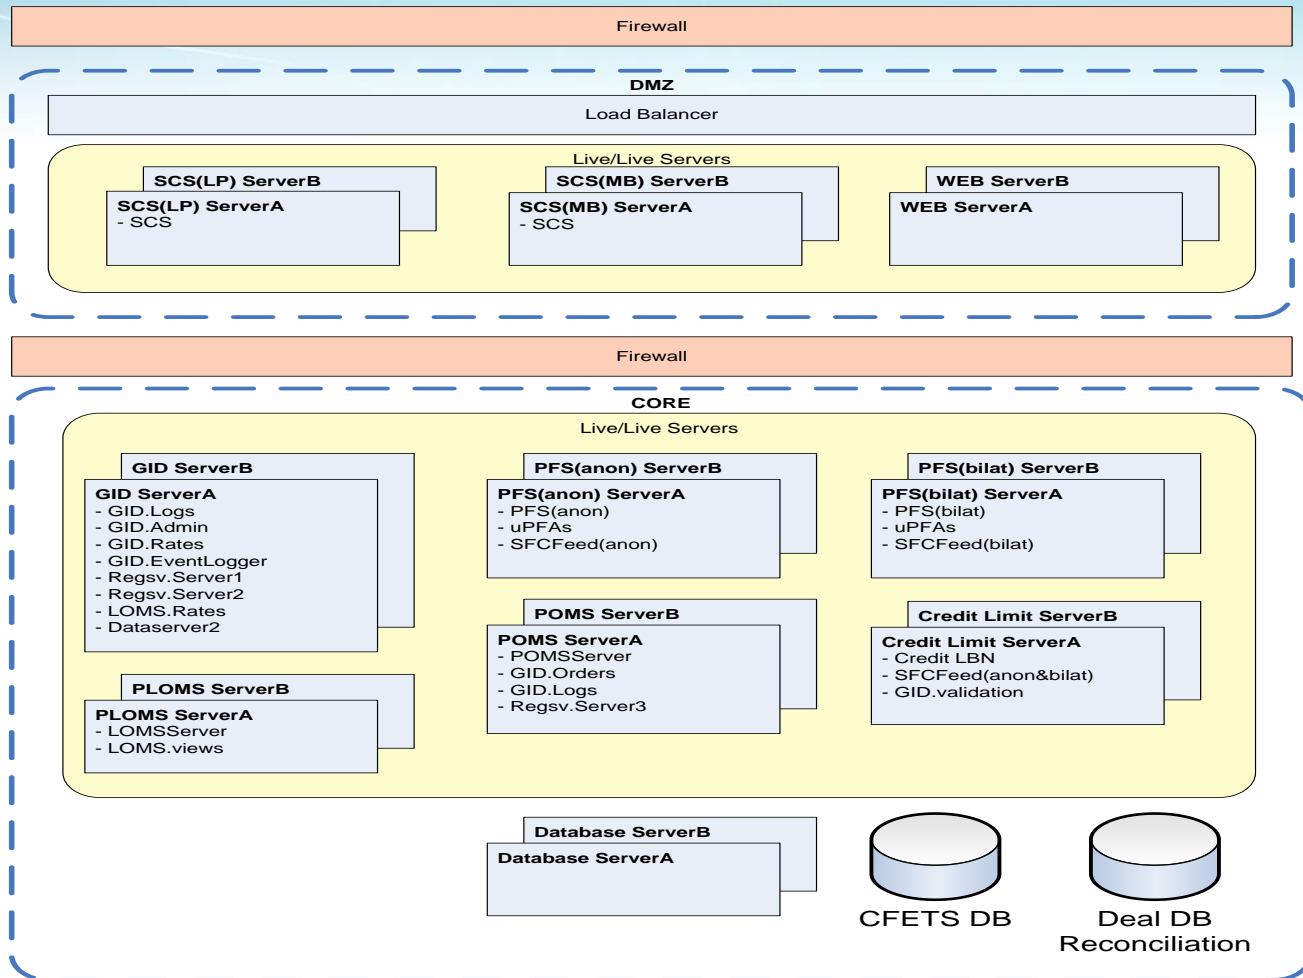 Firewall
DMZ
Load Balancer
Live/Live Servers
SCS(LP) ServerB
SCS(LP) ServerA
- SCS
SCS(MB) ServerB
SCS(MB) ServerA
- SCS
WEB ServerB
WEB ServerA
Firewall
CORE
Live/Live Servers
GID ServerB
GID ServerA
- GID.Logs
- GID.Admin
- GID.Rates
- GID.EventLogger
- Regsv.Server1
- Regsv.Server2
- LOMS.Rates
- Dataserver2
PFS(anon) ServerB
PFS(anon) ServerA
- PFS(anon)
- uPFAs
- SFCFeed(anon)
PFS(bilat) ServerB
PFS(bilat) ServerA
- PFS(bilat)
- uPFAs
- SFCFeed(bilat)
PLOMS ServerB
PLOMS ServerA
- LOMSServer
- LOMS.views
POMS ServerB
POMS ServerA
- POMSServer
- GID.Orders
- GID.Logs
- Regsv.Server3
Credit Limit ServerB
Credit Limit ServerA
- Credit LBN
- SFCFeed(anon&bilat)
- GID.validation
Database ServerB
Database ServerA
CFETS DB
Deal DB
Reconciliation